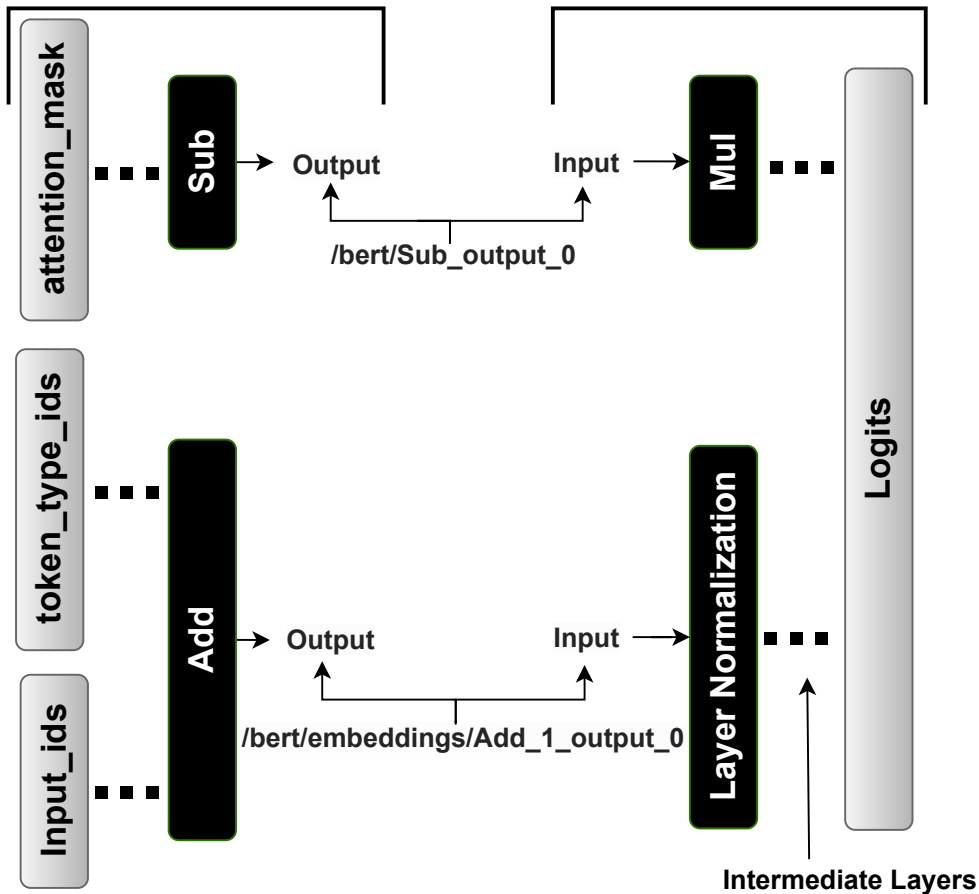 attention_mask
Sub
Output
Input
Mul
/bert/Sub_output_0
token_type_ids
Logits
Add
Output
Input
Layer Normalization
/bert/embeddings/Add_1_output_0
Input_ids
Intermediate Layers